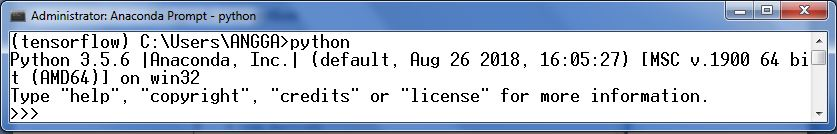 Administrator: Anaconda Prompt - python
(tensorflow) C:\Users\ANGGA>python
Python 3.5.6 |Anaconda, Inc.| (default, Aug 26 2018, 16:05:27) [MSC v.1900 64 bi
t (AMD64)] on win32
Type "help", "copyright", "credits" or "license" for more information.
>>>